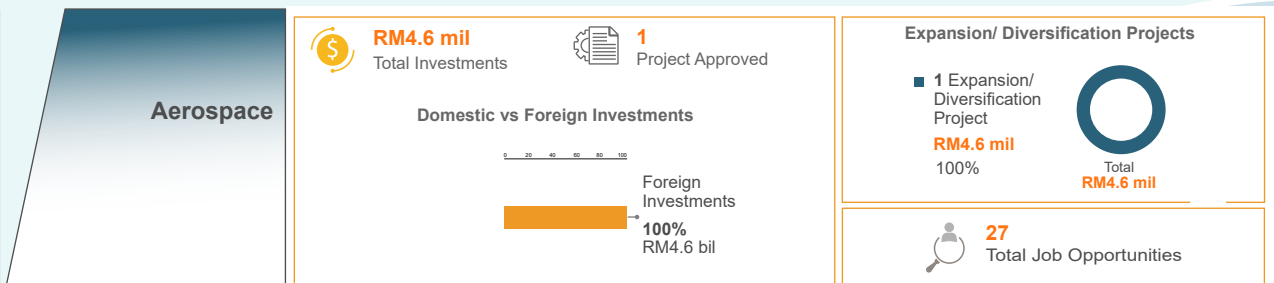 Aerospace
RM4.6 mil
Total Investments
1
Project Approved
Domestic vs Foreign Investments
0 20 40 60 80 100
Foreign
Investments
100%
RM4.6 bil
Expansion/ Diversification Projects
1 Expansion/
Diversification
Project
RM4.6 mil
100%
Total
RM4.6 mil
27
Total Job Opportunities